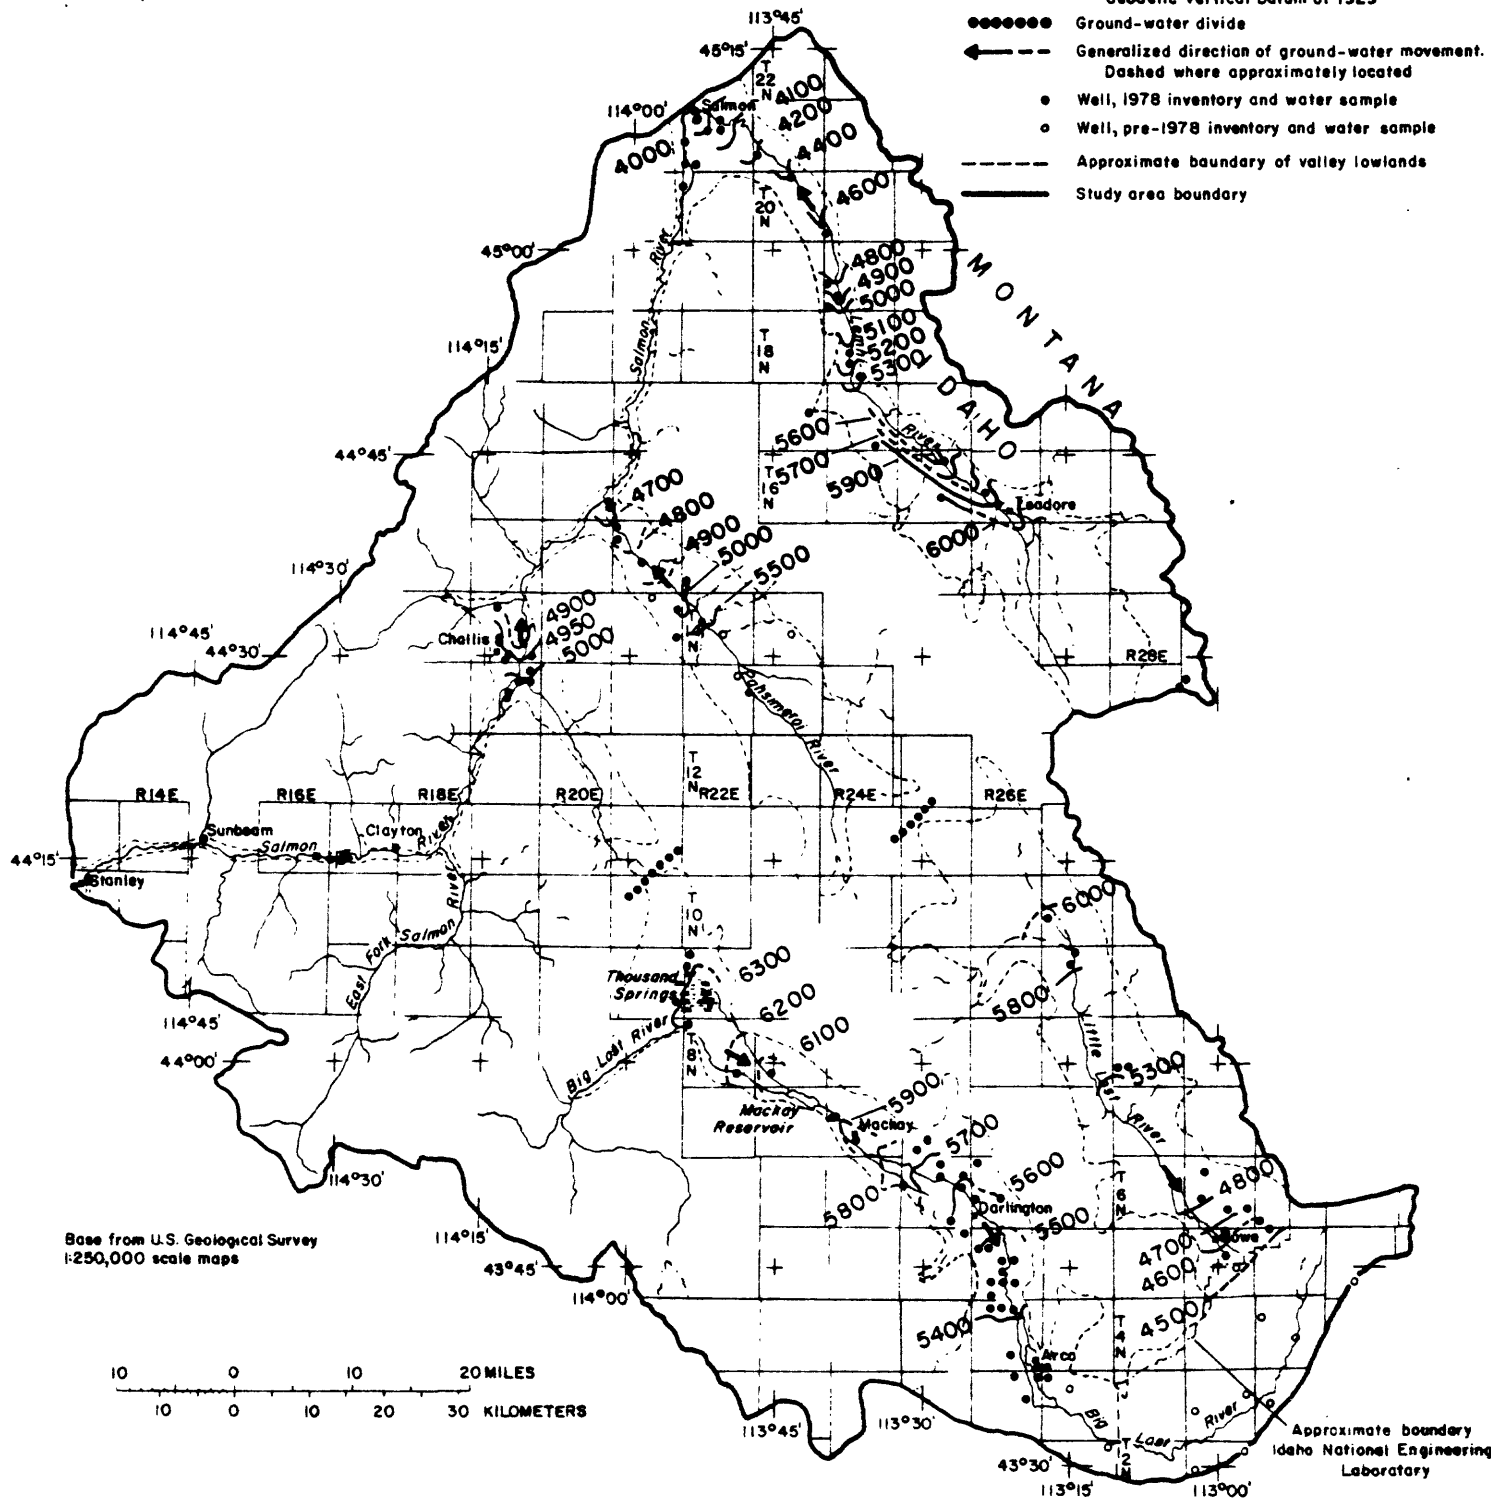 Geodetic Vertical Datum of 1929
Ground-water divide
Generalized direction of ground-water movement.
Dashed where approximately located
Well, 1978 inventory and water sample
Well, pre-1978 inventory and water sample
Approximate baundary of valley lowlands
Study area boundary
113°45'
45°15'
T
22
N
4100
4200
4400
114°00'
Salmon
4000
4600
T
20
N
45°00'
River
Salmon
4800
4900
5000
5100
5200
5300
MONTANA
IDAHO
114°15'
T
18
N
5600
5700
5900
River
44°45'
T
16
N
Leadore
6000
4700
4800
4900
5000
5500
114°30'
4900
4950
5000
Challis
114°45'
44°30'
14
N
R28E
Pahsimeroi River
T
12
N
R14E
R16E
R18E
R20E
R22E
R24E
R26E
Sunbeam
Salmon
Clayton
River
44°15'
Stanley
River
East Fork Salmon
T
10
N
6000
Thousand
Springs
6300
6200
6100
5800
114°45'
44°00'
Big Lost River
T
8
N
Little Lost River
5300
Mackay
Reservoir
5900
Mackay
5700
5600
5800
Darlington
5500
T
6
N
4800
Howe
4700
4600
4500
114°30'
114°15'
Base from U.S. Geological Survey
1:250,000 scale maps
43°45'
114°00'
5400
T
4
N
Arco
10 0 10 20 MILES
10 0 10 20 30 KILOMETERS
113°45'
113°30'
Big Lost River
T
2
N
Approximate boundary
Idaho National Engineering
Laboratary
43°30'
113°15'
113°00'